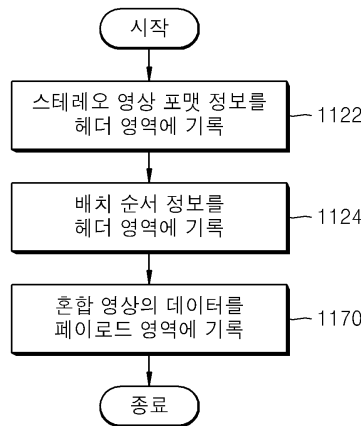 시작
스테레오 영상 포맷 정보를
헤더 영역에 기록
1122
배치 순서 정보를
헤더 영역에 기록
1124
혼합 영상의 데이터를
페이로드 영역에 기록
1170
종료